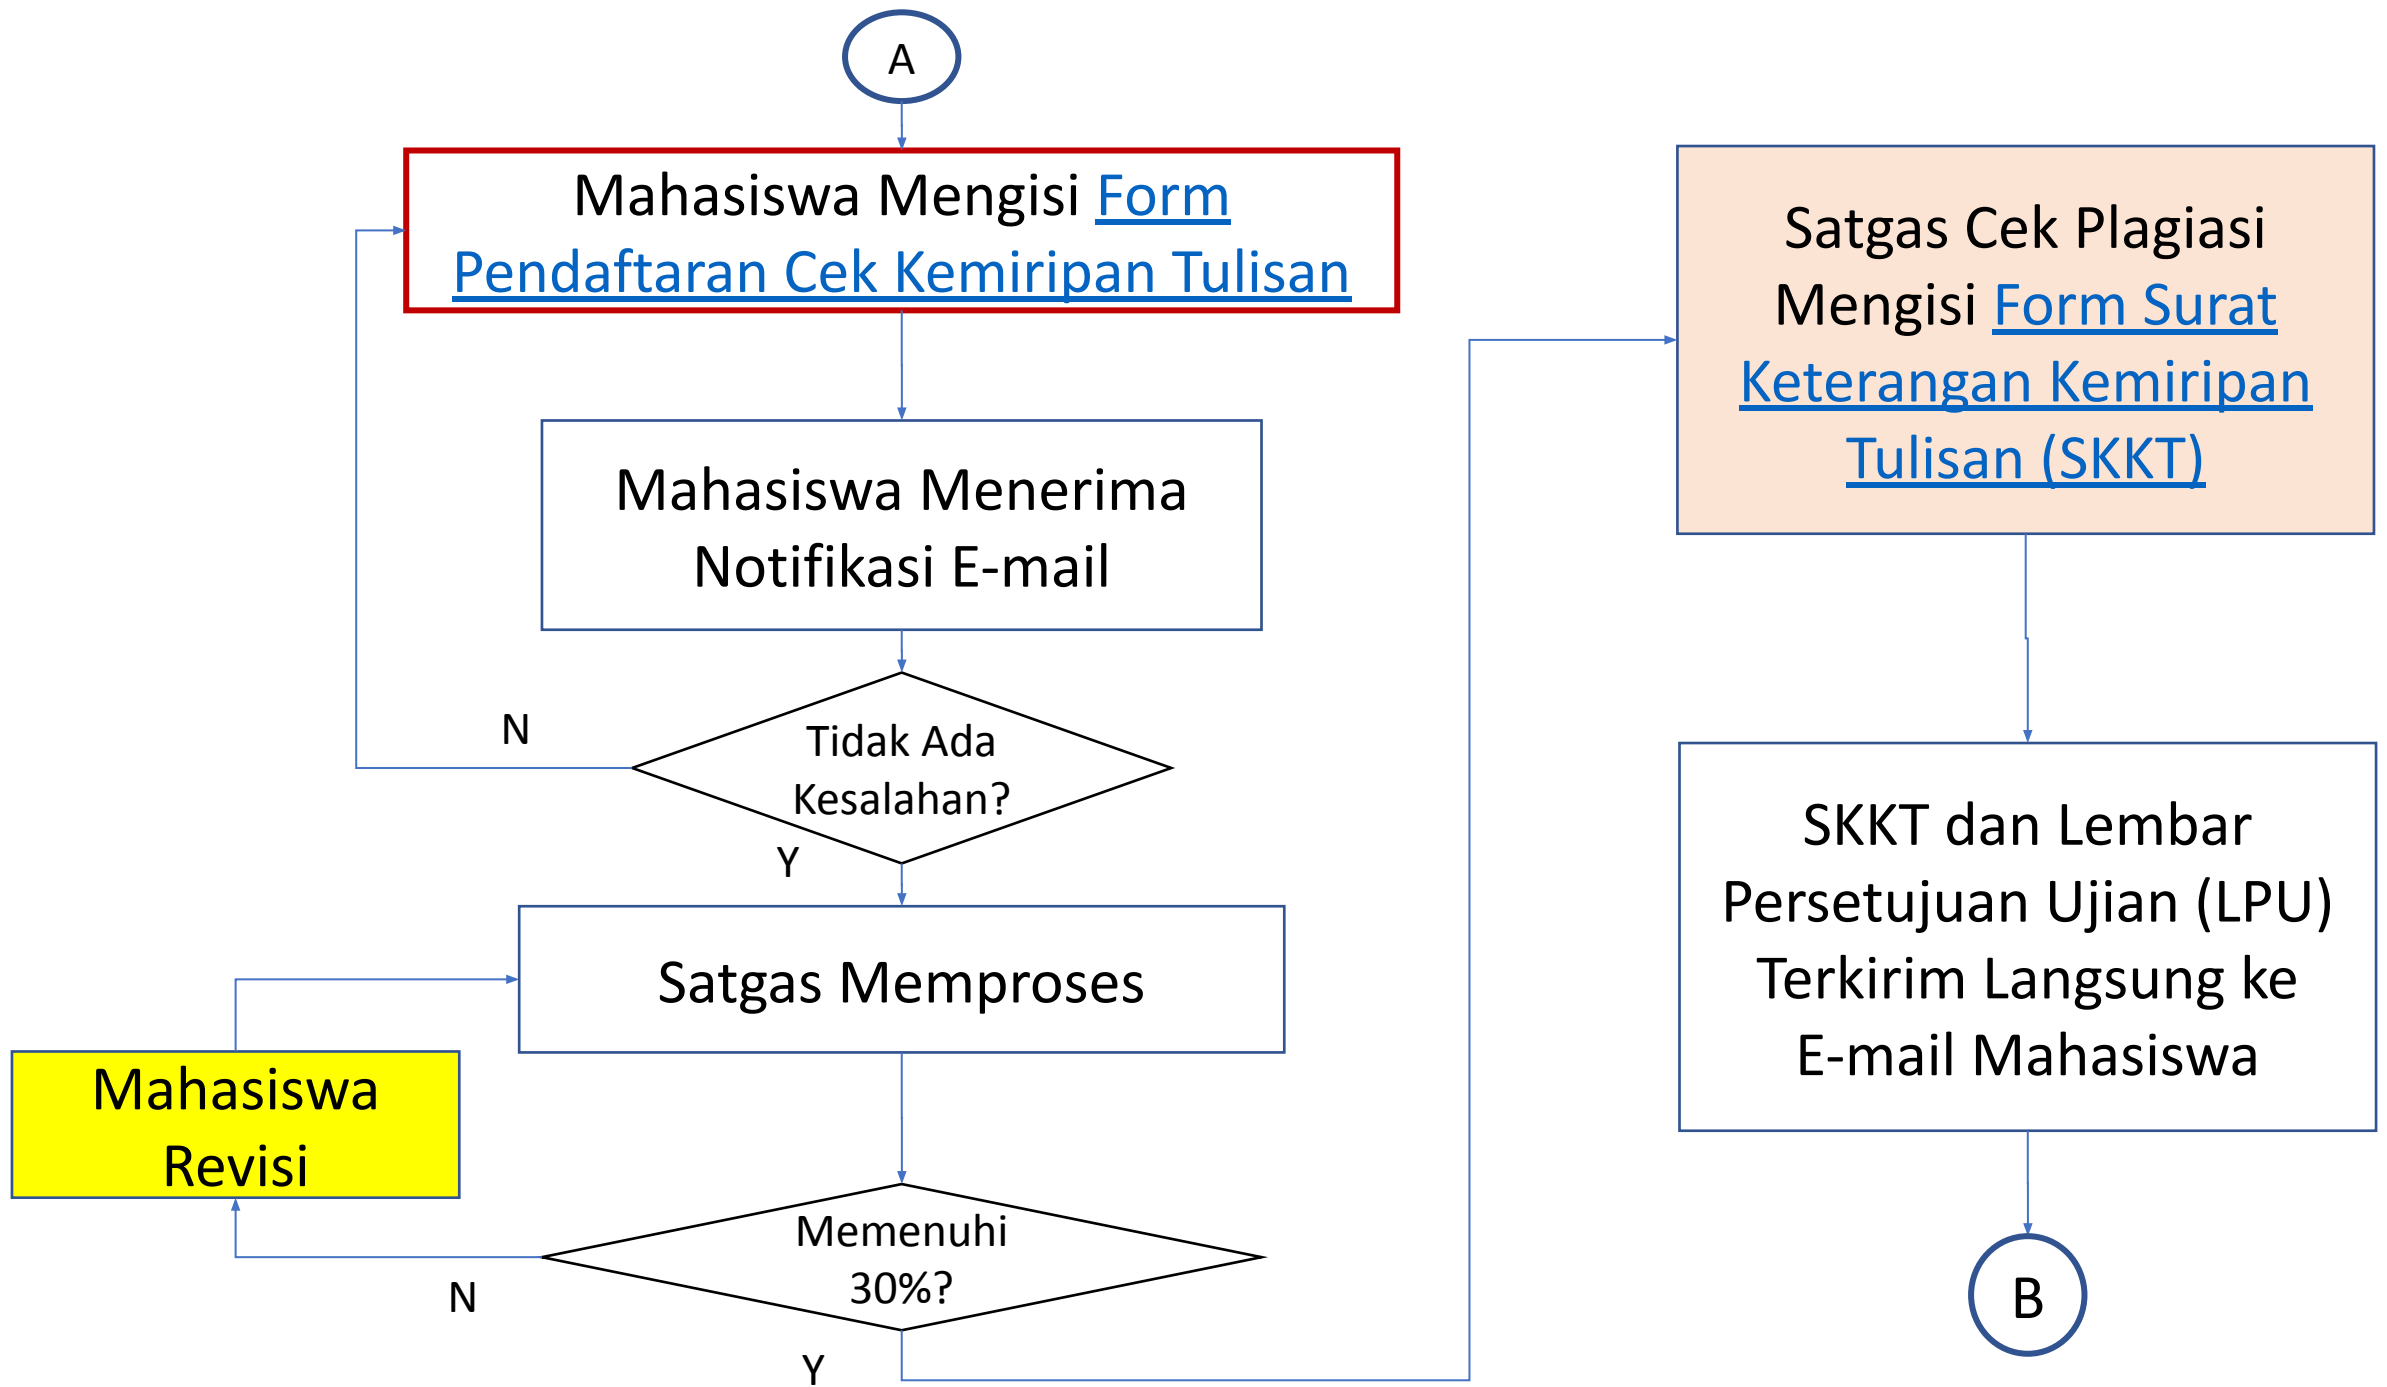 A
Mahasiswa Mengisi Form
Pendaftaran Cek Kemiripan Tulisan
Mahasiswa Menerima
Notifikasi E-mail
N
Tidak Ada
Kesalahan?
Y
Satgas Memproses
Mahasiswa
Revisi
Memenuhi
30%?
N
Y
Satgas Cek Plagiasi
Mengisi Form Surat
Keterangan Kemiripan
Tulisan (SKKT)
SKKT dan Lembar
Persetujuan Ujian (LPU)
Terkirim Langsung ke
E-mail Mahasiswa
B